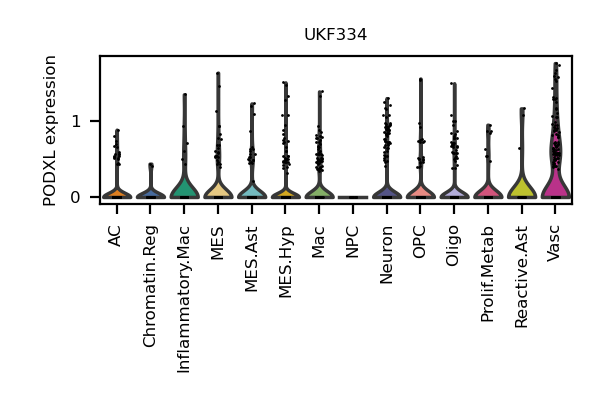 UKF334
PODXL expression
1
0
AC
Chromatin.Reg
Inflammatory.Mac
MES
MES.Ast
MES.Hyp
Mac
NPC
Neuron
OPC
Oligo
Prolif.Metab
Reactive.Ast
Vasc